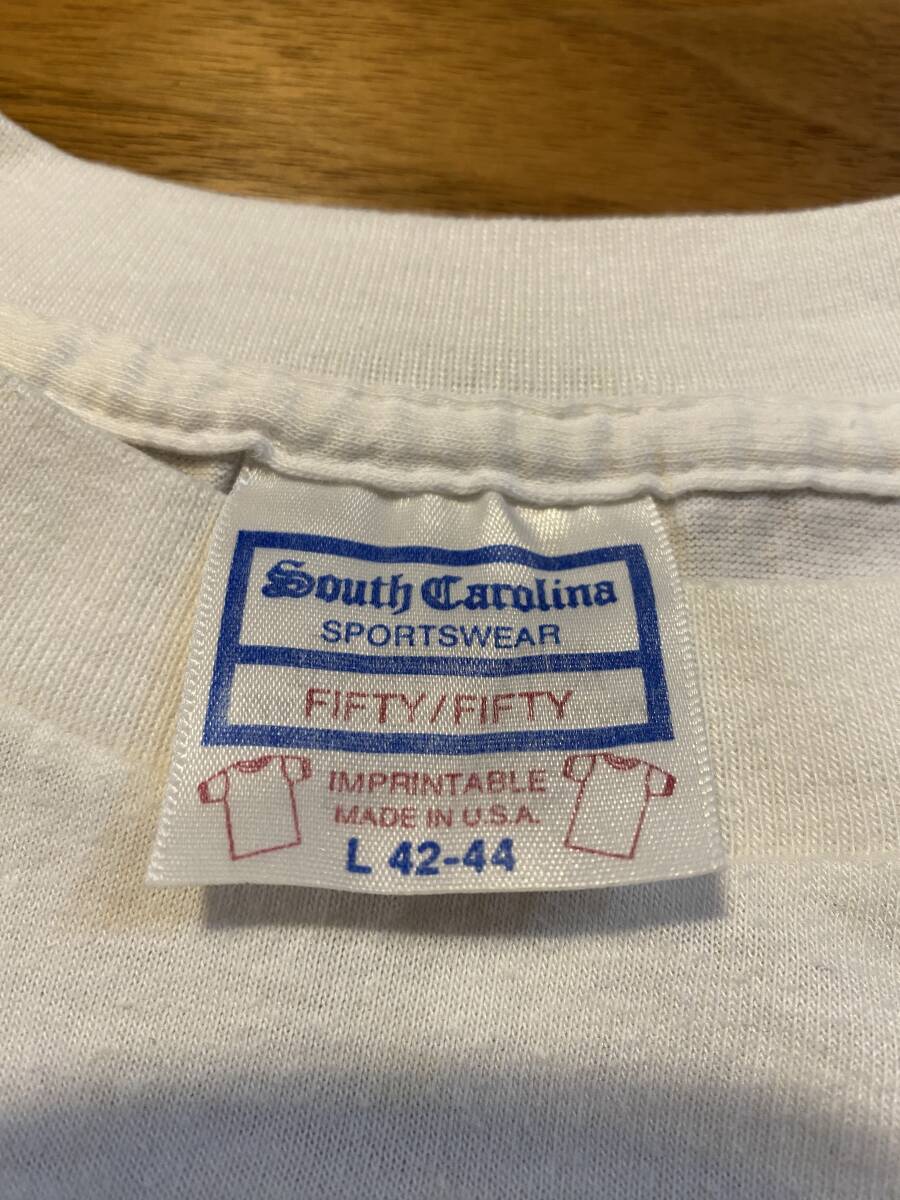 South Carolina
SPORTSWEAR
FIFTY/FIFTY
IMPRINTABLE
MADE IN U.S.A.
L 42-44